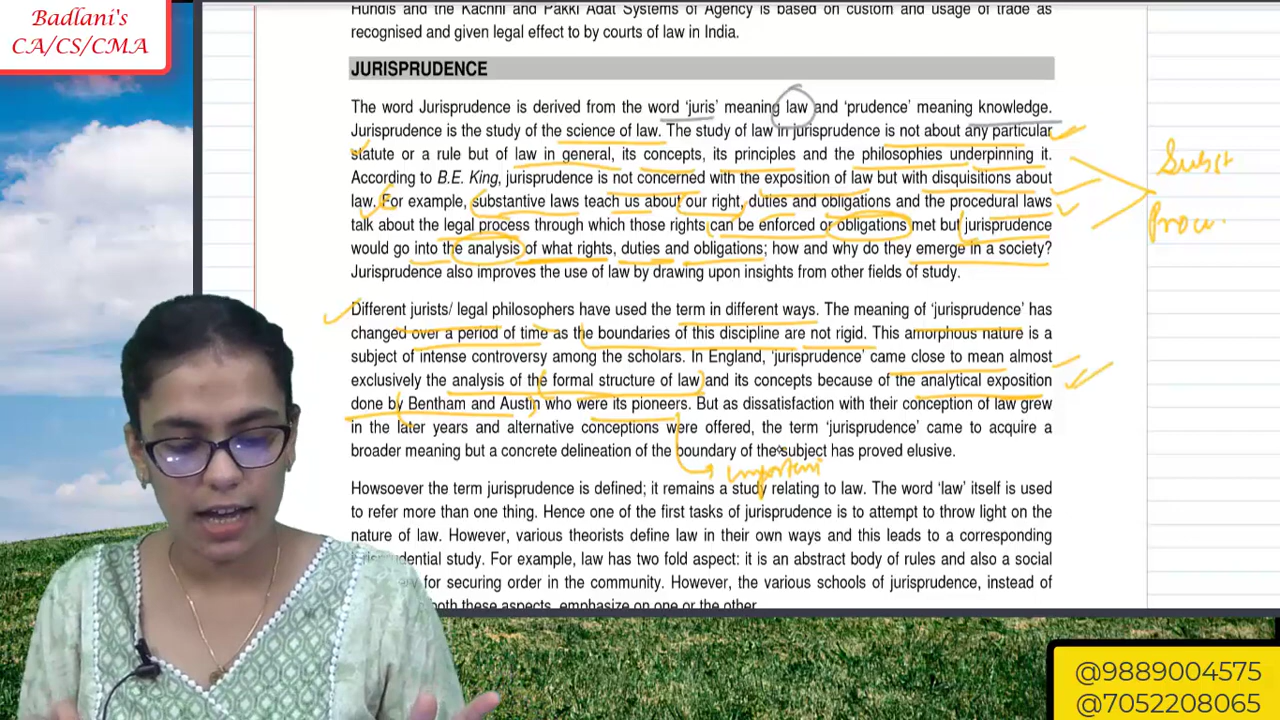 Badlani's
CA/CS/CMA
Hundis and the Kachhi and Pakki Adat Systems of Agency is based on custom and usage of trade as
recognised and given legal effect to by courts of law in India.
JURISPRUDENCE
The word Jurisprudence is derived from the word 'juris' meaning law and 'prudence' meaning knowledge.
Jurisprudence is the study of the science of law. The study of law in jurisprudence is not about any particular
statute or a rule but of law in general, its concepts, its principles and the philosophies underpinning it.
According to B.E. King, jurisprudence is not concerned with the exposition of law but with disquisitions about
law. For example, substantive laws teach us about our right, duties and obligations and the procedural laws
talk about the legal process through which those rights can be enforced or obligations met but jurisprudence
would go into the analysis of what rights, duties and obligations; how and why do they emerge in a society?
Jurisprudence also improves the use of law by drawing upon insights from other fields of study.
Subst
Procu.
Different jurists/ legal philosophers have used the term in different ways. The meaning of 'jurisprudence' has
changed over a period of time as the boundaries of this discipline are not rigid. This amorphous nature is a
subject of intense controversy among the scholars. In England, 'jurisprudence' came close to mean almost
exclusively the analysis of the formal structure of law and its concepts because of the analytical exposition
done by Bentham and Austin who were its pioneers. But as dissatisfaction with their conception of law grew
in the later years and alternative conceptions were offered, the term 'jurisprudence' came to acquire a
broader meaning but a concrete delineation of the boundary of the subject has proved elusive.
important
Howsoever the term jurisprudence is defined; it remains a study relating to law. The word 'law' itself is used
to refer more than one thing. Hence one of the first tasks of jurisprudence is to attempt to throw light on the
nature of law. However, various theorists define law in their own ways and this leads to a corresponding
study. For example, law has two fold aspect: it is an abstract body of rules and also a social
for securing order in the community. However, the various schools of jurisprudence, instead of
both these aspects, emphasize on one or the other.
@9889004575
@7052208065